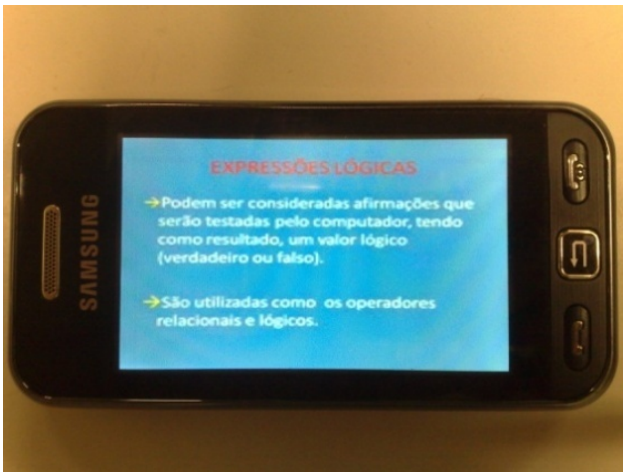 SAMSUNG
EXPRESSÕES LÓGICAS
→Podem ser consideradas afirmações que
serão testadas pelo computador, tendo
como resultado, um valor lógico
(verdadeiro ou falso).
→São utilizadas como os operadores
relacionais e lógicos.